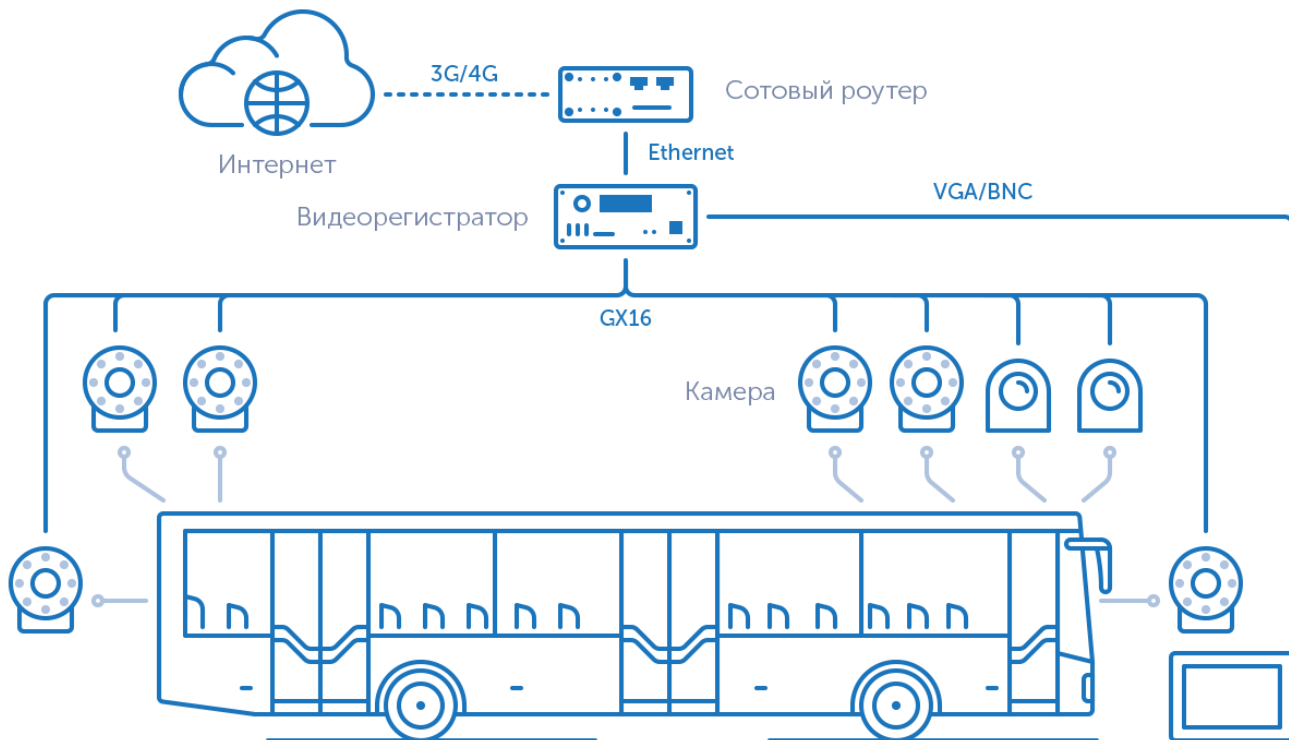 3G/4G
Сотовый роутер
Ethernet
Интернет
VGA/BNC
Видеорегистратор
GX16
Камера